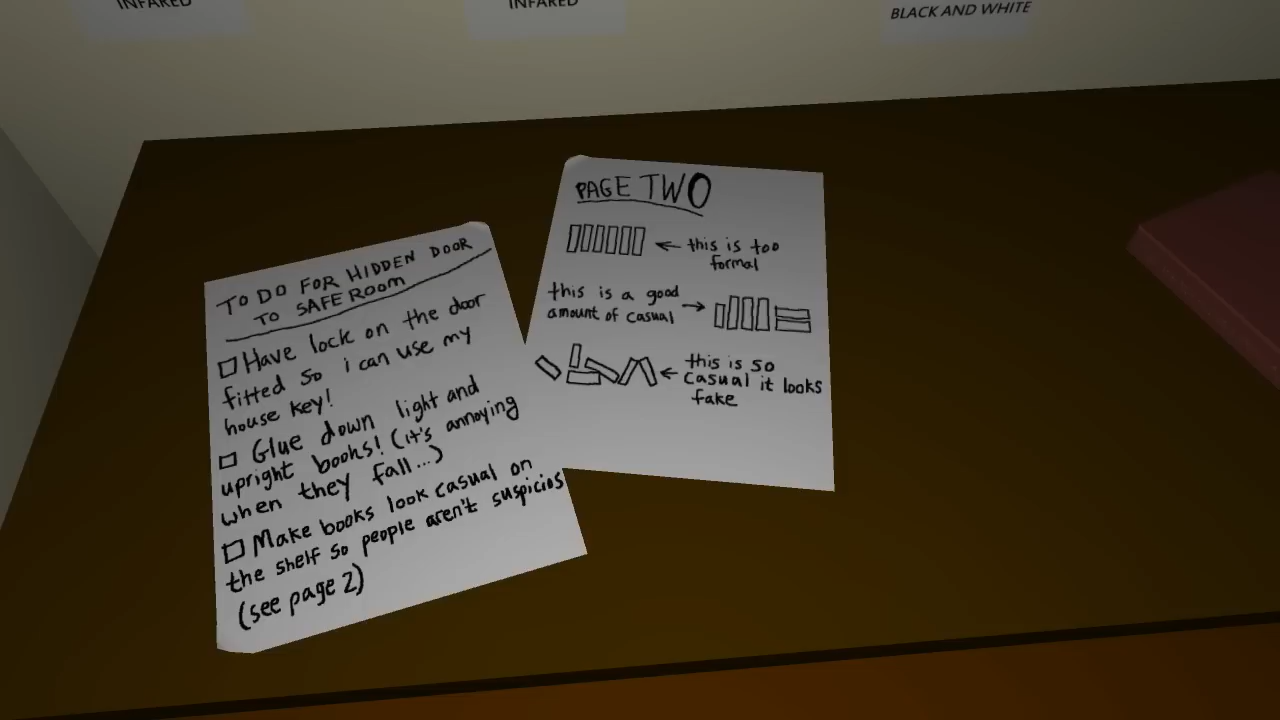 INFARED
INFARED
BLACK AND WHITE
TO DO FOR HIDDEN DOOR
TO SAFE ROOM
Have lock on the door
fitted so i can use my
house key!
Glue down light and
upright books! (it's annoying
when they fall...)
Make books look casual on
the shelf so people aren't suspicios
(see page 2)
PAGE TWO
this is too
formal
this is a good
amount of casual
this is so
casual it looks
fake